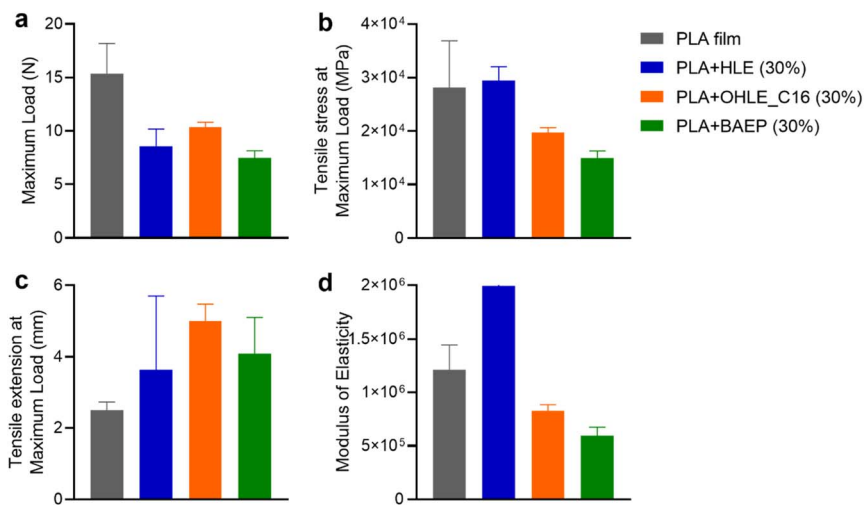 a
20
15
10
5
0
Maximum Load (N)
b
4×10⁴
3×10⁴
2×10⁴
1×10⁴
0
Tensile stress at
Maximum Load (MPa)
PLA film
PLA+HLE (30%)
PLA+OHLE_C16 (30%)
PLA+BAEP (30%)
c
6
4
2
0
Tensile extension at
Maximum Load (mm)
d
2×10⁶
1.5×10⁶
1×10⁶
5×10⁵
0
Modulus of Elasticity